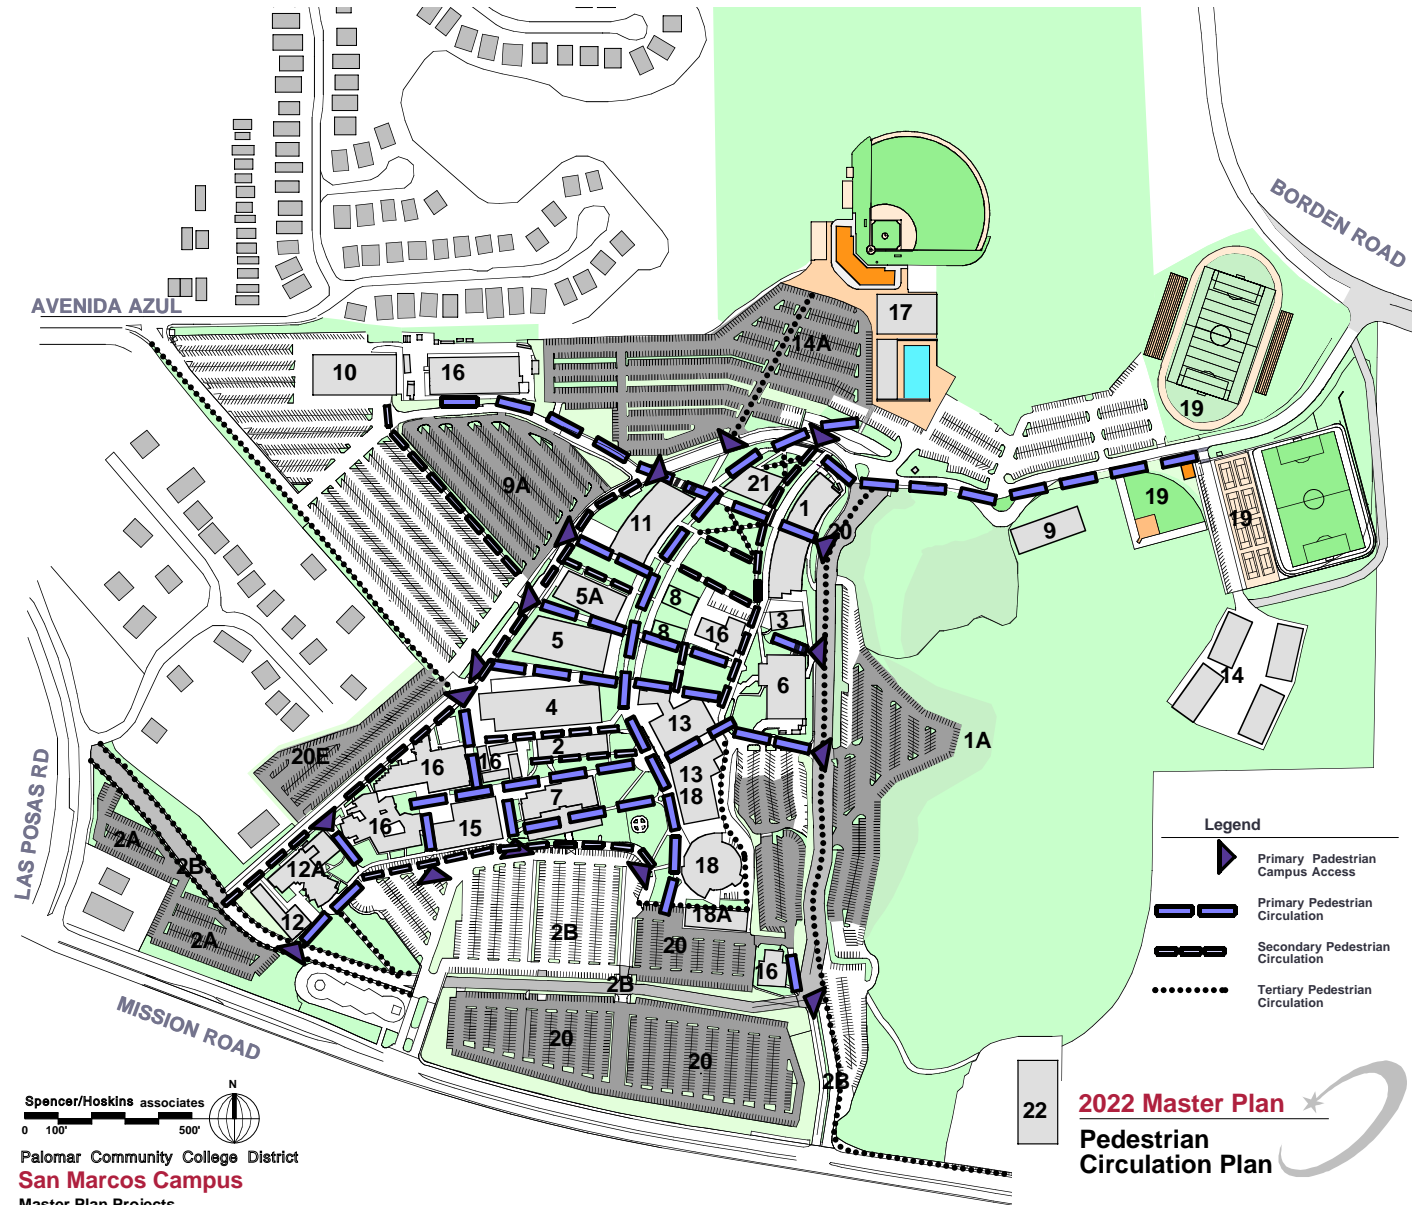 BORDEN ROAD
AVENIDA AZUL
17
14A
10
16
19
9A
21
1
19
19
11
20
9
5A
8
3
16
8
5
6
14
4
13
1A
2
16
16
20E
13
18
7
LAS POSAS RD
16
15
2A
2B
12A
18
12
18A
2A
2B
20
16
2B
MISSION ROAD
20
20
2B
22
Legend
Primary Padestrian
Campus Access
Primary Pedestrian
Circulation
Secondary Pedestrian
Circulation
Tertiary Pedestrian
Circulation
N
Spencer/Hoskins associates
0 100' 500'
Palomar Community College District
San Marcos Campus
Master Plan Projects
2022 Master Plan
Pedestrian
Circulation Plan